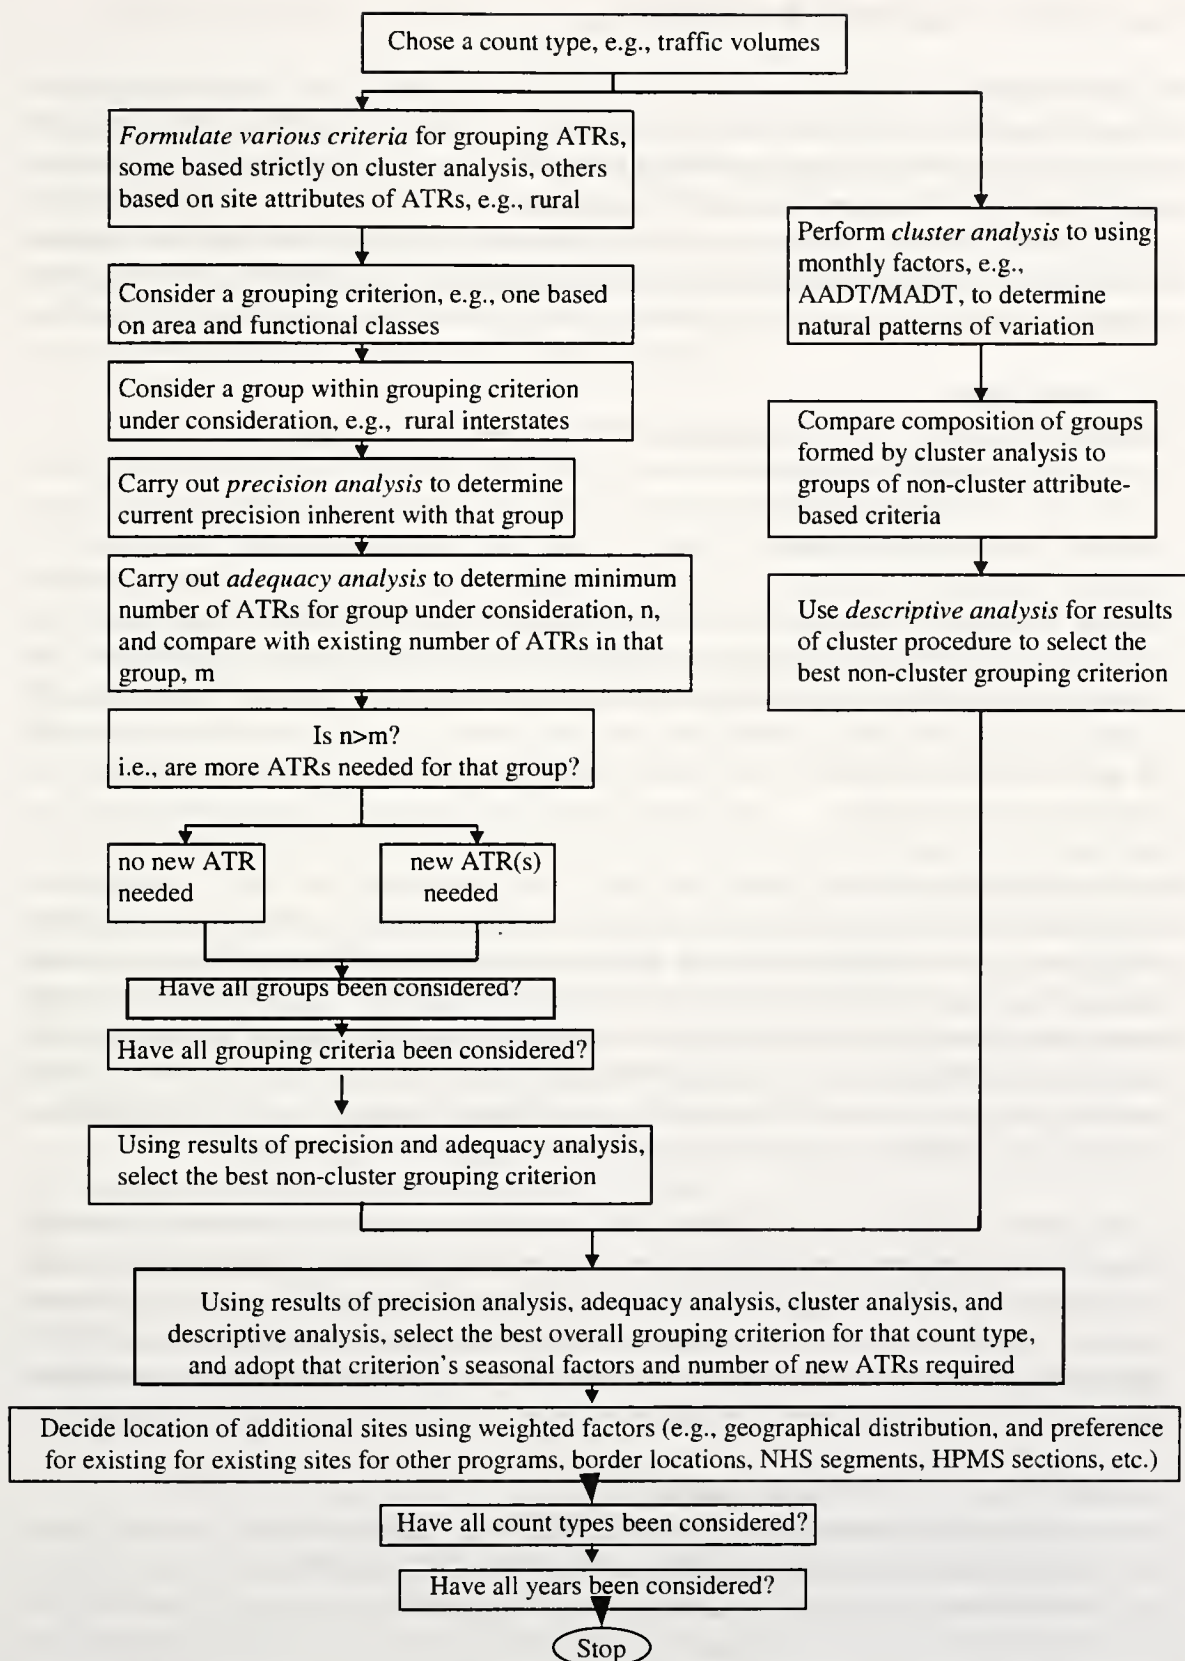 Chose a count type, e.g., traffic volumes
Formulate various criteria for grouping ATRs,
some based strictly on cluster analysis, others
based on site attributes of ATRs, e.g., rural
Consider a grouping criterion, e.g., one based
on area and functional classes
Consider a group within grouping criterion
under consideration, e.g., rural interstates
Carry out precision analysis to determine
current precision inherent with that group
Carry out adequacy analysis to determine minimum
number of ATRs for group under consideration, n,
and compare with existing number of ATRs in that
group, m
Is n>m?
i.e., are more ATRs needed for that group?
no new ATR
needed
new ATR(s)
needed
Have all groups been considered?
Have all grouping criteria been considered?
Using results of precision and adequacy analysis,
select the best non-cluster grouping criterion
Perform cluster analysis to using
monthly factors, e.g.,
AADT/MADT, to determine
natural patterns of variation
Compare composition of groups
formed by cluster analysis to
groups of non-cluster attribute-
based criteria
Use descriptive analysis for results
of cluster procedure to select the
best non-cluster grouping criterion
Using results of precision analysis, adequacy analysis, cluster analysis, and
descriptive analysis, select the best overall grouping criterion for that count type,
and adopt that criterion's seasonal factors and number of new ATRs required
Decide location of additional sites using weighted factors (e.g., geographical distribution, and preference
for existing for existing sites for other programs, border locations, NHS segments, HPMS sections, etc.)
Have all count types been considered?
Have all years been considered?
Stop